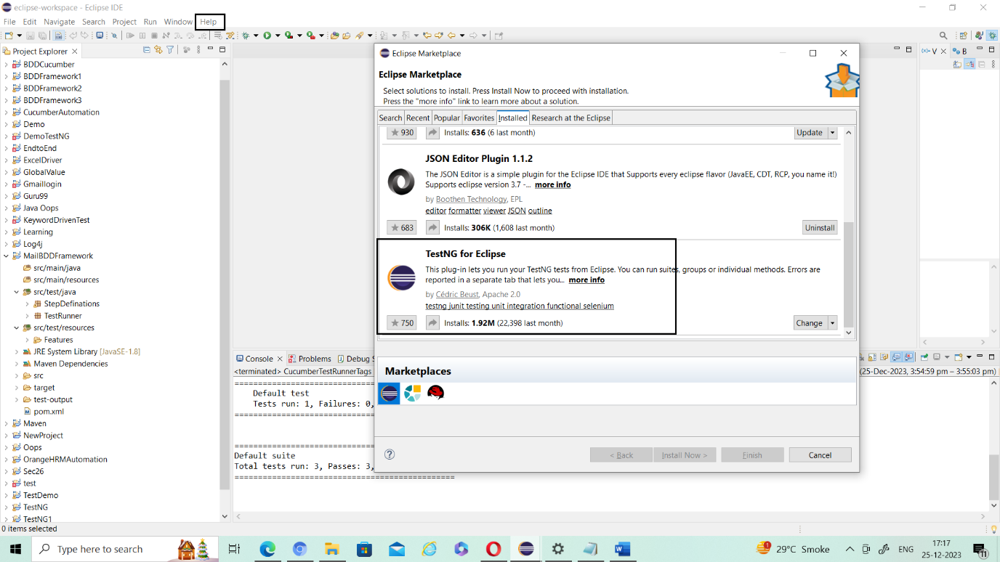 eclipse-workspace - Eclipse IDE
File Edit Navigate Search Project Run Window Help
Project Explorer
BDDCucumber
BDDFramework1
BDDFramework2
BDDFramework3
CucumberAutomation
Demo
DemoTestNG
EndtoEnd
ExcelDriver
GlobalValue
Gmaillogin
Guru99
Java Oops
KeywordDrivenTest
Learning
Log4j
MailBDDFramework
src/main/java
src/main/resources
src/test/java
StepDefinations
TestRunner
src/test/resources
Features
JRE System Library [JavaSE-1.8]
Maven Dependencies
src
target
test-output
pom.xml
Maven
NewProject
Oops
OrangeHRMAutomation
Sec26
test
TestDemo
TestNG
TestNG1
0 items selected
Eclipse Marketplace
Eclipse Marketplace
Select solutions to install. Press Install Now to proceed with installation.
Press the "more info" link to learn more about a solution.
Search Recent Popular Favorites Installed Research at the Eclipse
930 Installs: 636 (6 last month) Update
JSON Editor Plugin 1.1.2
The JSON Editor is a simple plugin for the Eclipse IDE that Supports every eclipse flavor (JavaEE, CDT, RCP, you name it!)
Supports eclipse version 3.7 -... more info
by Boothen Technology, EPL
editor formatter viewer JSON outline
683 Installs: 306K (1,608 last month) Uninstall
TestNG for Eclipse
This plug-in lets you run your TestNG tests from Eclipse. You can run suites, groups or individual methods. Errors are
reported in a separate tab that lets you... more info
by Cédric Beust, Apache 2.0
testng junit testing unit integration functional selenium
750 Installs: 1.92M (22,398 last month) Change
Marketplaces
< Back Install Now > Finish Cancel
V B
Console Problems Debug S
<terminated> CucumberTestRunnerTags (25-Dec-2023, 3:54:59 pm – 3:55:03 pm)
Default test
Tests run: 1, Failures: 0,
===============================================
Default suite
Total tests run: 3, Passes: 3,
===============================================
Type here to search
1 29°C Smoke ENG 17:17 25-12-2023 11